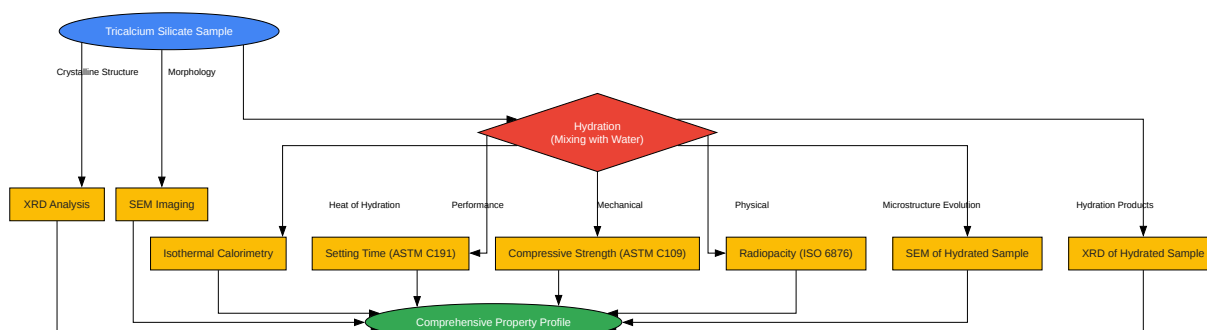 Tricalcium Silicate Sample
Crystalline Structure
Morphology
Hydration
(Mixing with Water)
XRD Analysis
SEM Imaging
Heat of Hydration
Performance
Mechanical
Physical
Microstructure Evolution
Hydration Products
Isothermal Calorimetry
Setting Time (ASTM C191)
Compressive Strength (ASTM C109)
Radiopacity (ISO 6876)
SEM of Hydrated Sample
XRD of Hydrated Sample
Comprehensive Property Profile